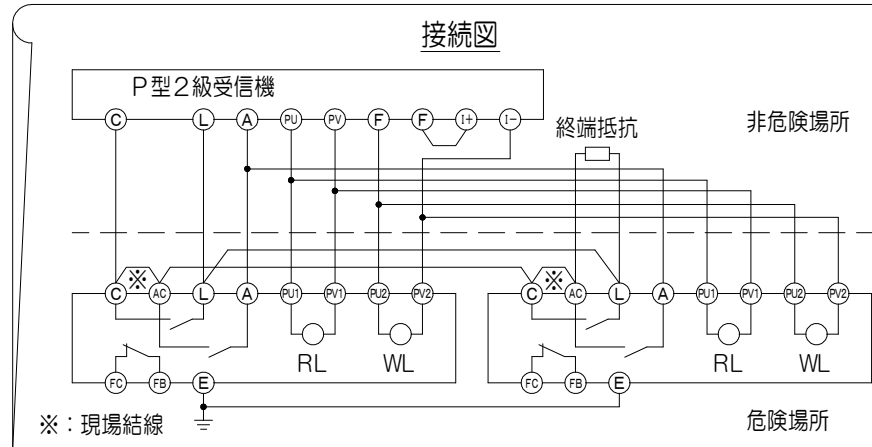 接続図
P型2級受信機
C L A PU PV F F I+ I-
終端抵抗
非危険場所
※ ※
C AC L A PU1 PV1 PU2 PV2 C AC L A PU1 PV1 PU2 PV2
RL WL RL WL
FC FB E FC FB E
※：現場結線
危険場所